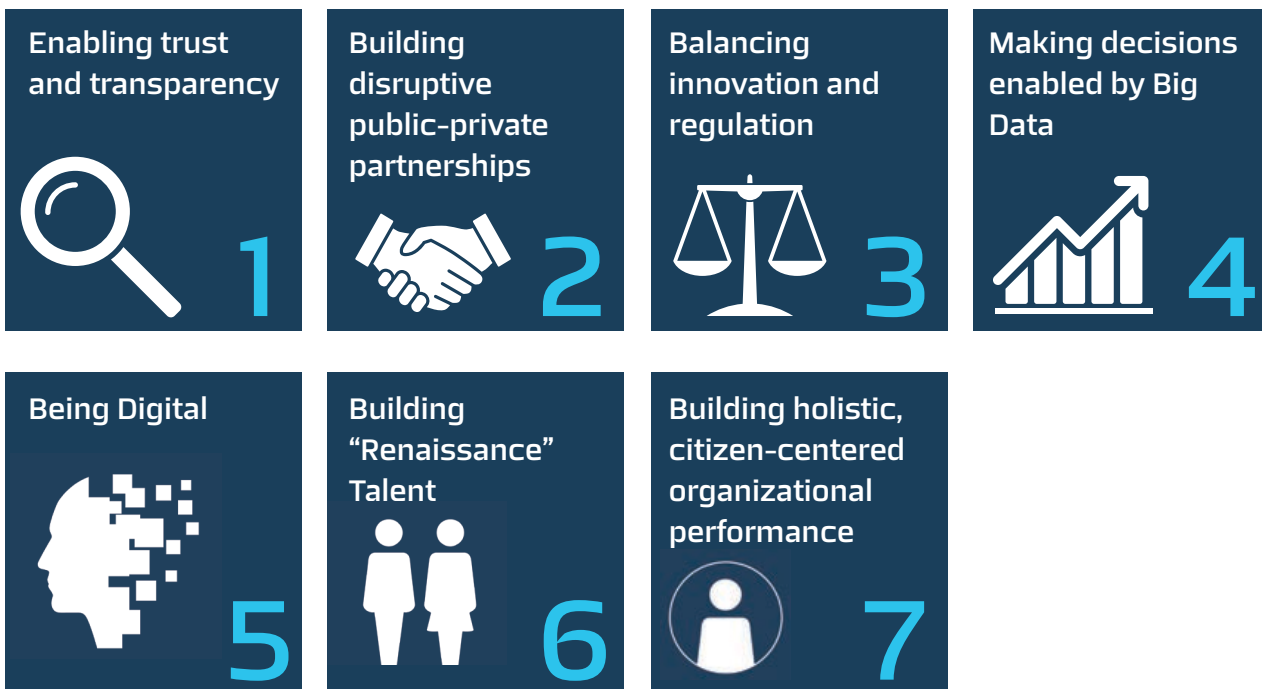 Enabling trust
and transparency
1
Building
disruptive
public-private
partnerships
2
Balancing
innovation and
regulation
3
Making decisions
enabled by Big
Data
4
Being Digital
5
Building
“Renaissance”
Talent
6
Building holistic,
citizen-centered
organizational
performance
7